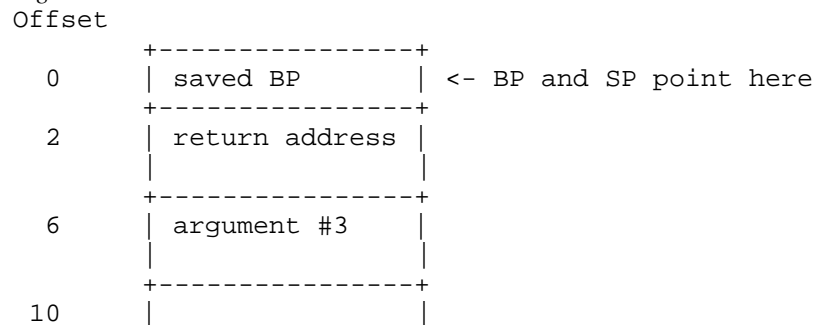 Offset
+----------------+
0 | saved BP | <- BP and SP point here
+----------------+
2 | return address |
| |
+----------------+
6 | argument #3 |
| |
+----------------+
10 | |